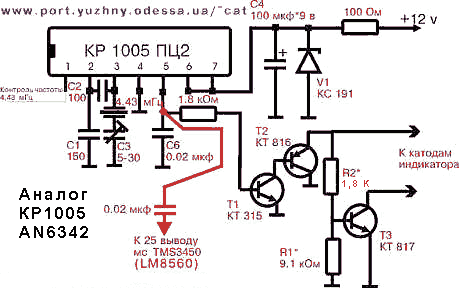 www.port.yuzhny.odessa.ua/~cat
C4
100 мкф*9 в
100 Ом
+12 v
КР 1005 ПЦ2
1 2 3 4 5 6 7
Контроль частоты
4.43 мГц
C2
100
4.43 мГц
1.8 кОм
V1
КС 191
C1
150
C3
5-30
C6
0.02 мкф
T2
КТ 816
К катодам
индикатора
R2*
1,8 К
T1
КТ 315
Аналог
КР1005
AN6342
0.02 мкф
К 25 выводу
мс TMS3450
(LM8560)
R1*
9.1 кОм
T3
КТ 817